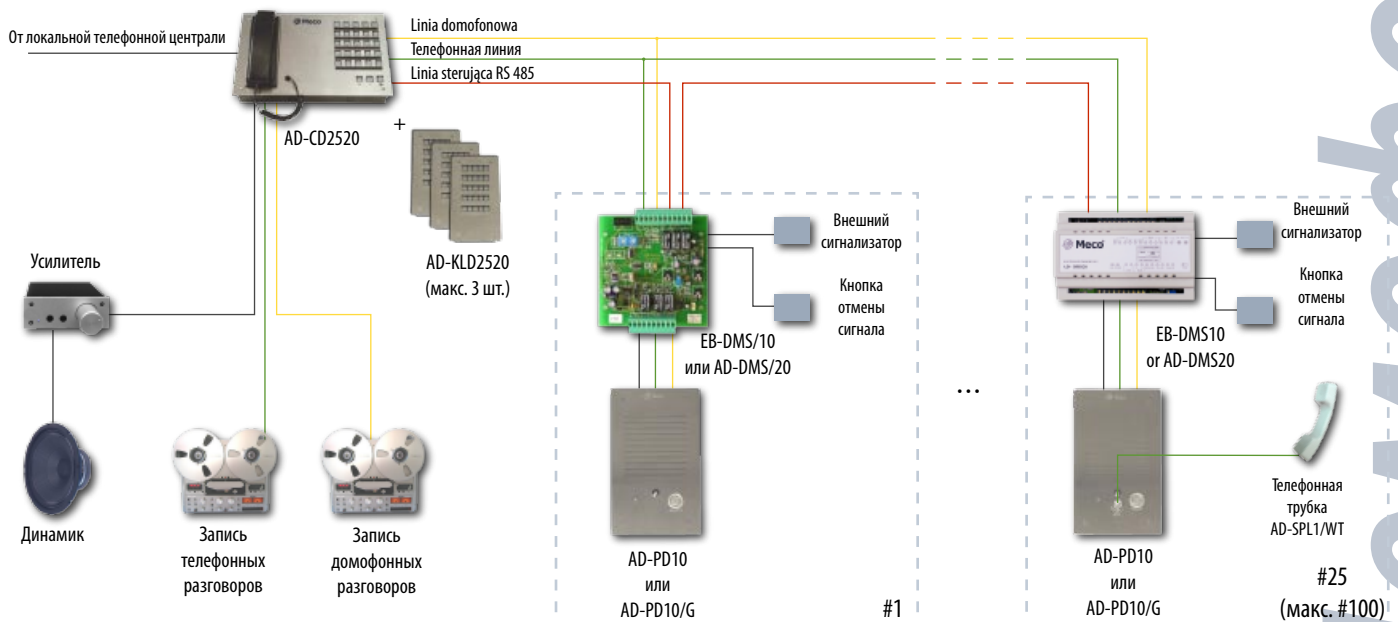 От локальной телефонной централи
Meco
Linia domofonowa
Телефонная линия
Linia sterująca RS 485
AD-CD2520
+
AD-KLD2520
(макс. 3 шт.)
Усилитель
Динамик
Запись
телефонных
разговоров
Запись
домофонных
разговоров
Внешний
сигнализатор
Кнопка
отмены
сигнала
EB-DMS/10
или AD-DMS/20
AD-PD10
или
AD-PD10/G
#1
...
Meco
Внешний
сигнализатор
Кнопка
отмены
сигнала
EB-DMS10
or AD-DMS20
Телефонная
трубка
AD-SPL1/WT
AD-PD10
или
AD-PD10/G
#25
(макс. #100)